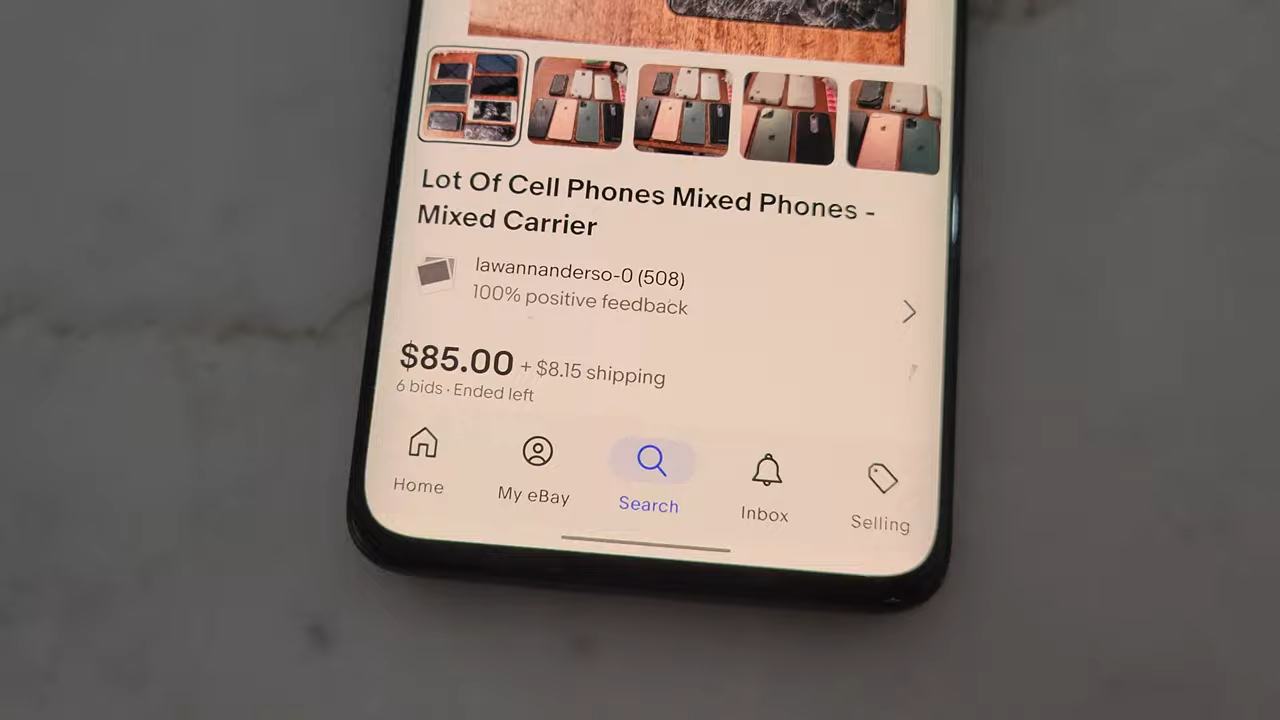 Lot Of Cell Phones Mixed Phones -
Mixed Carrier
lawannanderso-0 (508)
100% positive feedback
$85.00 + $8.15 shipping
6 bids · Ended left
Home
My eBay
Search
Inbox
Selling